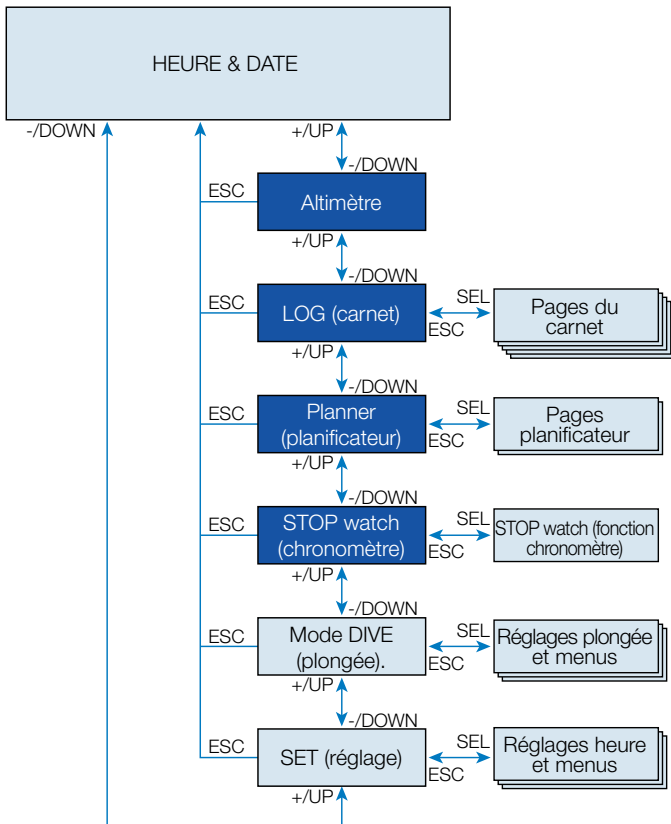 HEURE & DATE
-/DOWN
+/UP
-/DOWN
ESC
Altimètre
+/UP
-/DOWN
ESC
LOG (carnet)
SEL
ESC
Pages du
carnet
+/UP
-/DOWN
ESC
Planner
(planificateur)
SEL
ESC
Pages
planificateur
+/UP
-/DOWN
ESC
STOP watch
(chronomètre)
SEL
ESC
STOP watch (fonction
chronomètre)
+/UP
-/DOWN
ESC
Mode DIVE
(plongée).
SEL
ESC
Réglages plongée
et menus
+/UP
-/DOWN
ESC
SET (réglage)
SEL
ESC
Réglages heure
et menus
+/UP